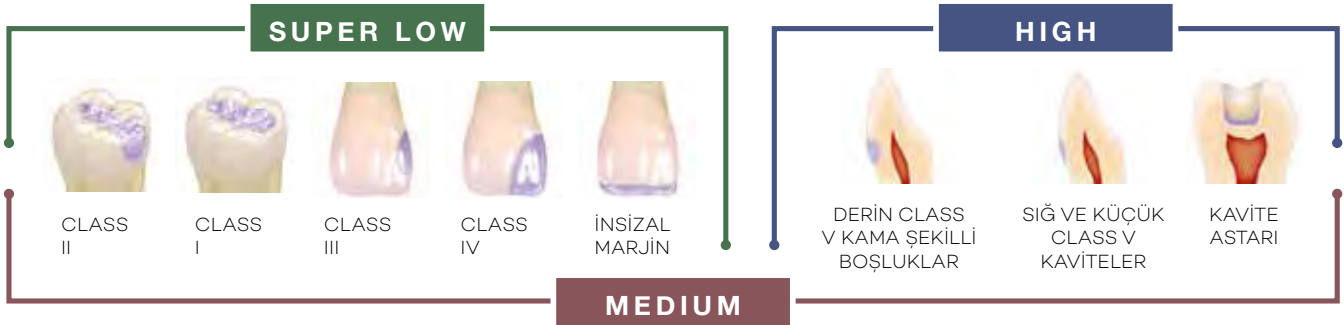 SUPER LOW
HIGH
CLASS
II
CLASS
I
CLASS
III
CLASS
IV
İNSİZAL
MARJİN
DERİN CLASS
V KAMA ŞEKİLLİ
BOŞLUKLAR
SIĞ VE KÜÇÜK
CLASS V
KAVİTELER
KAVİTE
ASTARI
MEDIUM